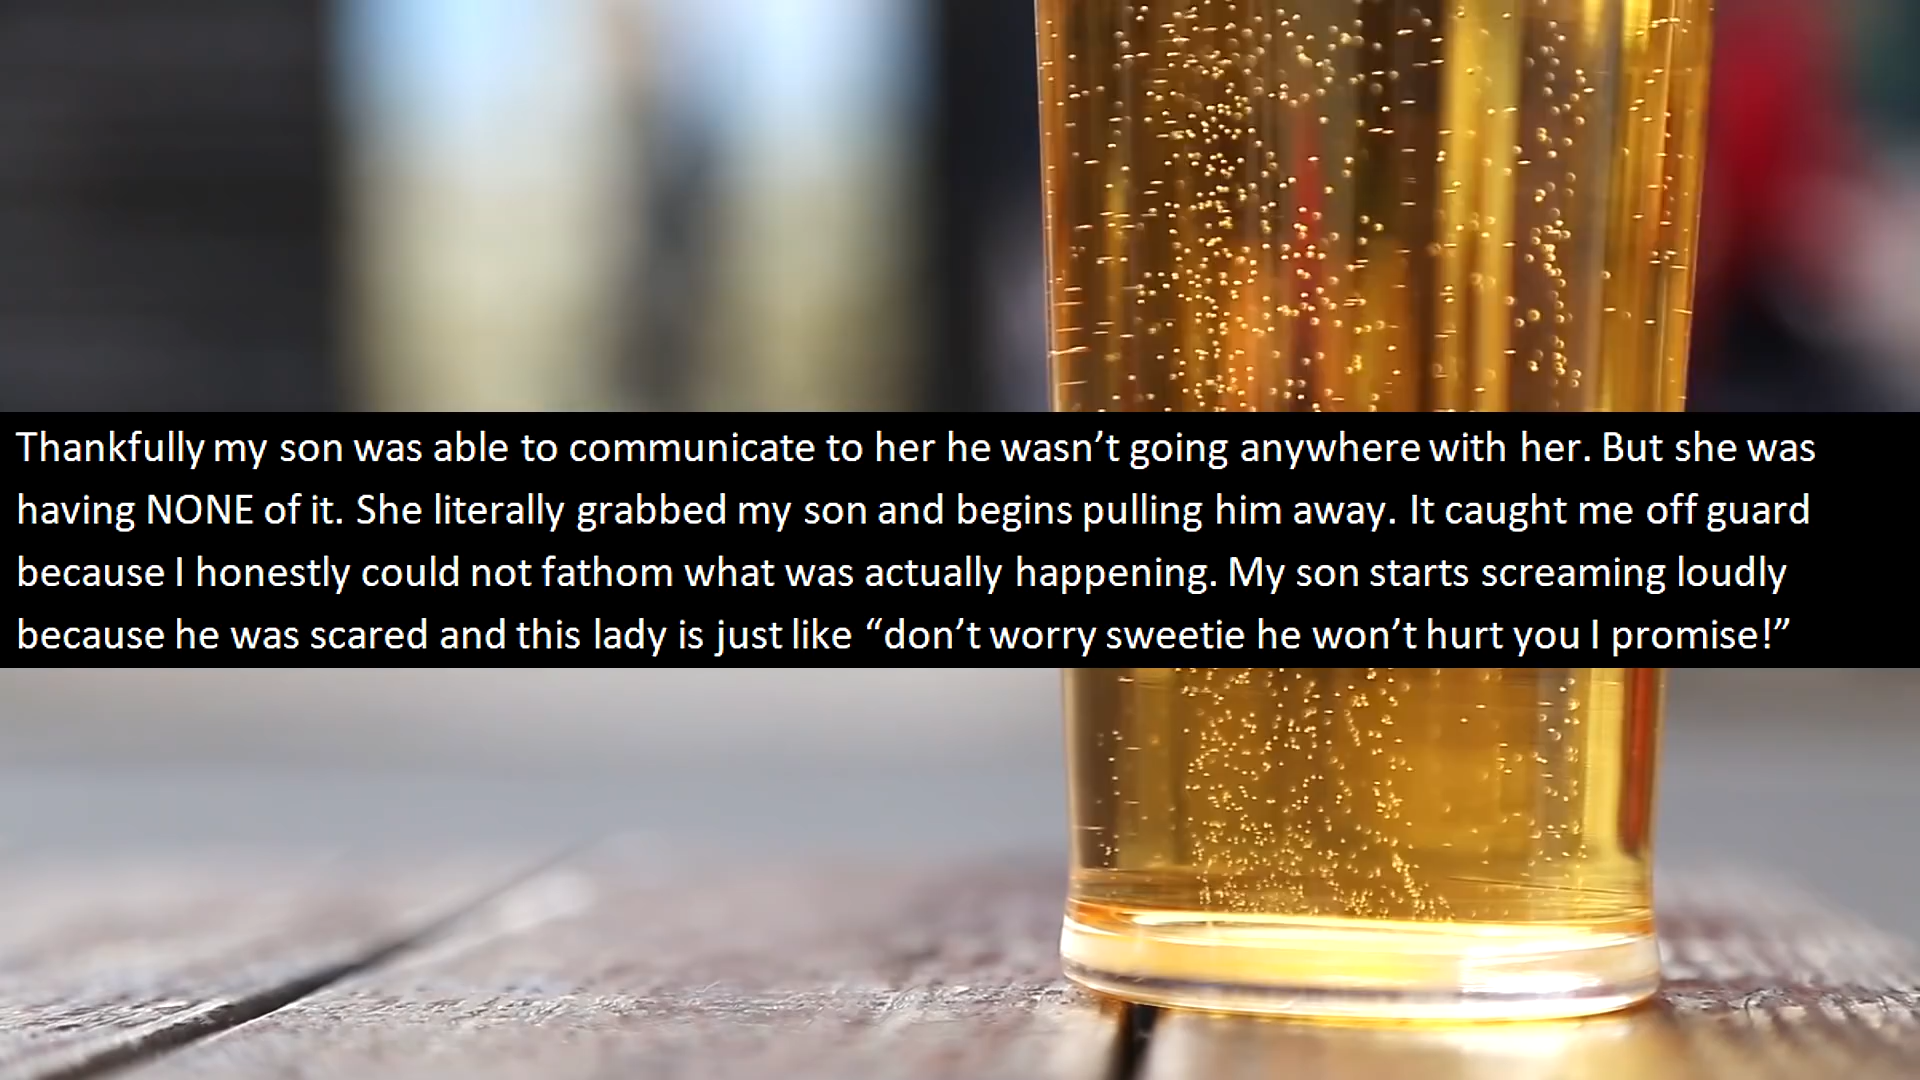 Thankfully my son was able to communicate to her he wasn’t going anywhere with her. But she was
having NONE of it. She literally grabbed my son and begins pulling him away. It caught me off guard
because I honestly could not fathom what was actually happening. My son starts screaming loudly
because he was scared and this lady is just like “don’t worry sweetie he won’t hurt you I promise!”